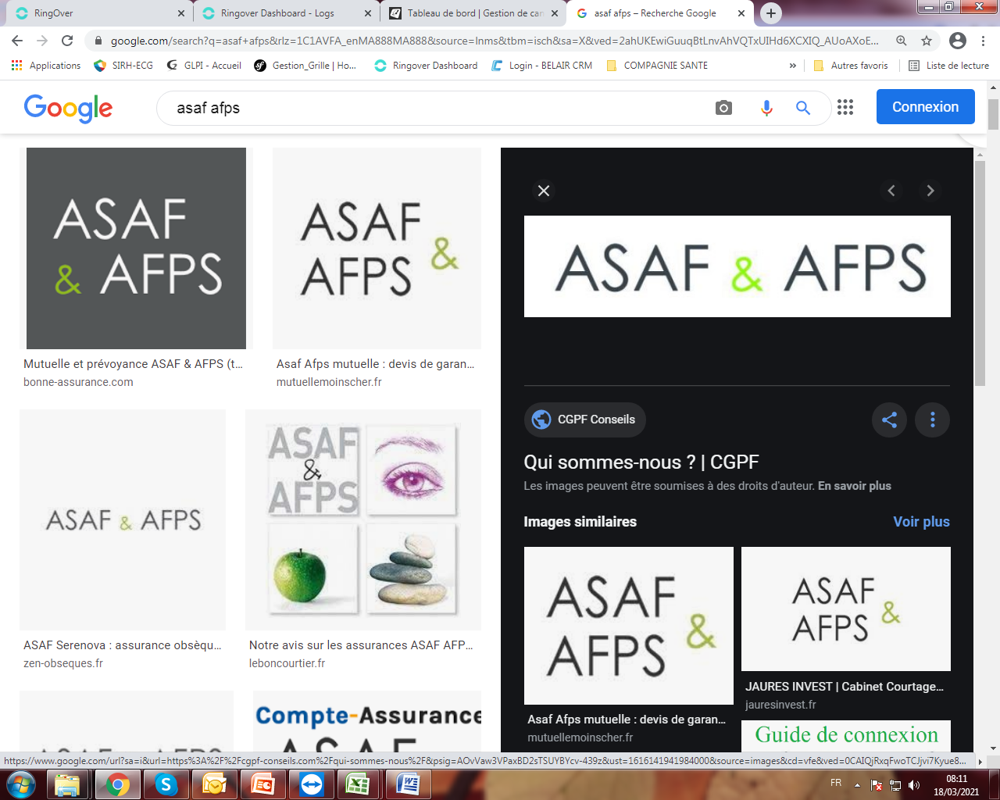 RingOver
Ringover Dashboard - Logs
Tableau de bord | Gestion de can
asaf afps – Recherche Google
google.com/search?q=asaf+afps&rlz=1C1AVFA_enMA888MA888&source=lnms&tbm=isch&sa=X&ved=2ahUKEwiGuuqBtLnvAhVQTxUIHd6XCXIQ_AUoAXoE...
Applications
SIRH-ECG
GLPI - Accueil
Gestion_Grille | Ho...
Ringover Dashboard
Login - BELAIR CRM
COMPAGNIE SANTE
»
Autres favoris
Liste de lecture
Google
asaf afps
Connexion
ASAF
& AFPS
Mutuelle et prévoyance ASAF & AFPS (t...
bonne-assurance.com
ASAF
&
AFPS
Asaf Afps mutuelle : devis de garan...
mutuellemoinscher.fr
ASAF & AFPS
ASAF Serenova : assurance obsèqu...
zen-obseques.fr
ASAF
&
AFPS
Notre avis sur les assurances ASAF AFP...
leboncourtier.fr
Compte-Assurance
ASAF & AFPS
CGPF Conseils
Qui sommes-nous ? | CGPF
Les images peuvent être soumises à des droits d'auteur. En savoir plus
Images similaires
Voir plus
ASAF
&
AFPS
Asaf Afps mutuelle : devis de garan...
mutuellemoinscher.fr
ASAF
&
AFPS
JAURES INVEST | Cabinet Courtage...
jauresinvest.fr
Guide de connexion
https://www.google.com/url?sa=i&url=https%3A%2F%2Fcgpf-conseils.com%2Fqui-sommes-nous%2F&psig=AOvVaw3VPaxBD2sTSUYBYcv-439z&ust=1616141941984000&source=images&cd=vfe&ved=0CAIQjRxqFwoTCJjvi7Kyue8...
FR
08:11
18/03/2021